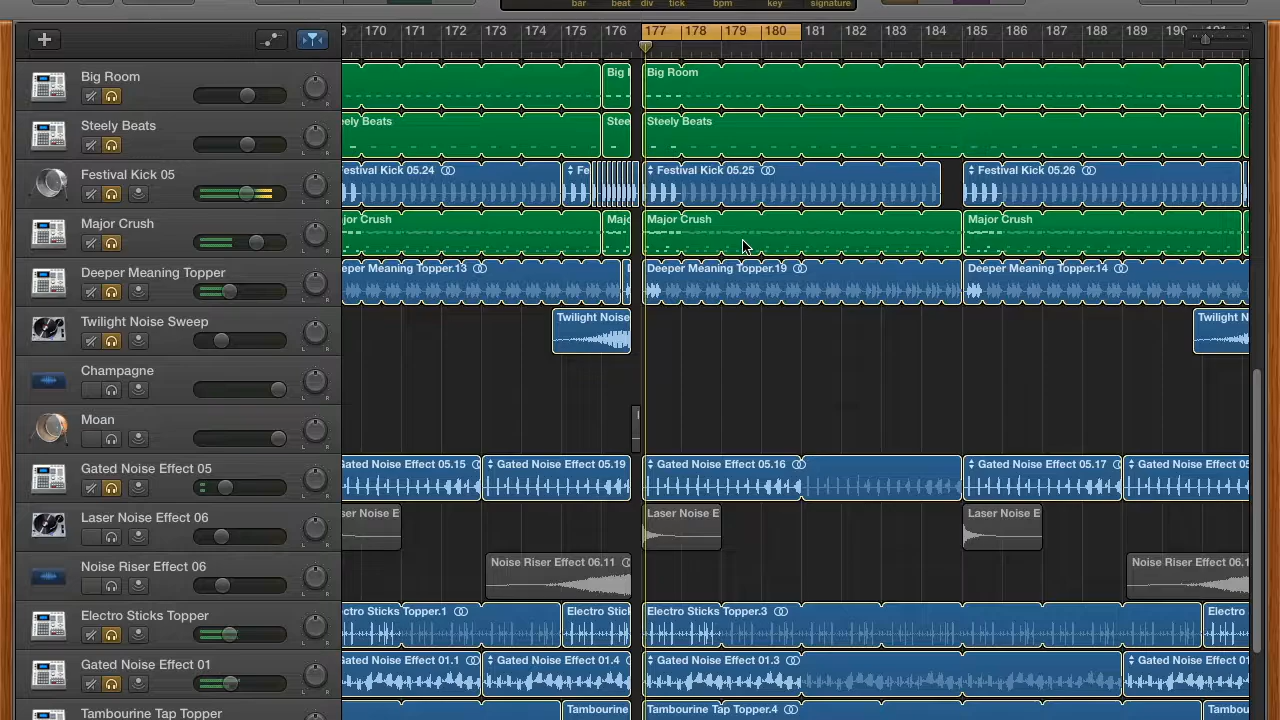 bar beat div tick bpm key signature
170 171 172 173 174 175 176 177 178 179 180 181 182 183 184 185 186 187 188 189 190
Big Room
Big Room
Steely Beats
eely Beats Stee Steely Beats
Festival Kick 05
estival Kick 05.24 Fe Festival Kick 05.25 Festival Kick 05.26
Major Crush
jor Crush Majo Major Crush Major Crush
Deeper Meaning Topper
eper Meaning Topper.13 Deeper Meaning Topper.19 Deeper Meaning Topper.14
Twilight Noise Sweep
Twilight Noise Twilight N
Champagne
Moan
Gated Noise Effect 05
Gated Noise Effect 05.15 Gated Noise Effect 05.19 Gated Noise Effect 05.16 Gated Noise Effect 05.17 Gated Noise Effect 05
Laser Noise Effect 06
ser Noise E Laser Noise E Laser Noise E
Noise Riser Effect 06
Noise Riser Effect 06.11 Noise Riser Effect 06.1
Electro Sticks Topper
ectro Sticks Topper.1 Electro Stick Electro Sticks Topper.3 Electro
Gated Noise Effect 01
Gated Noise Effect 01.1 Gated Noise Effect 01.4 Gated Noise Effect 01.3 Gated Noise Effect 01
Tambourine Tap Topper
Tambourine Tambourine Tap Topper.4 Tambou